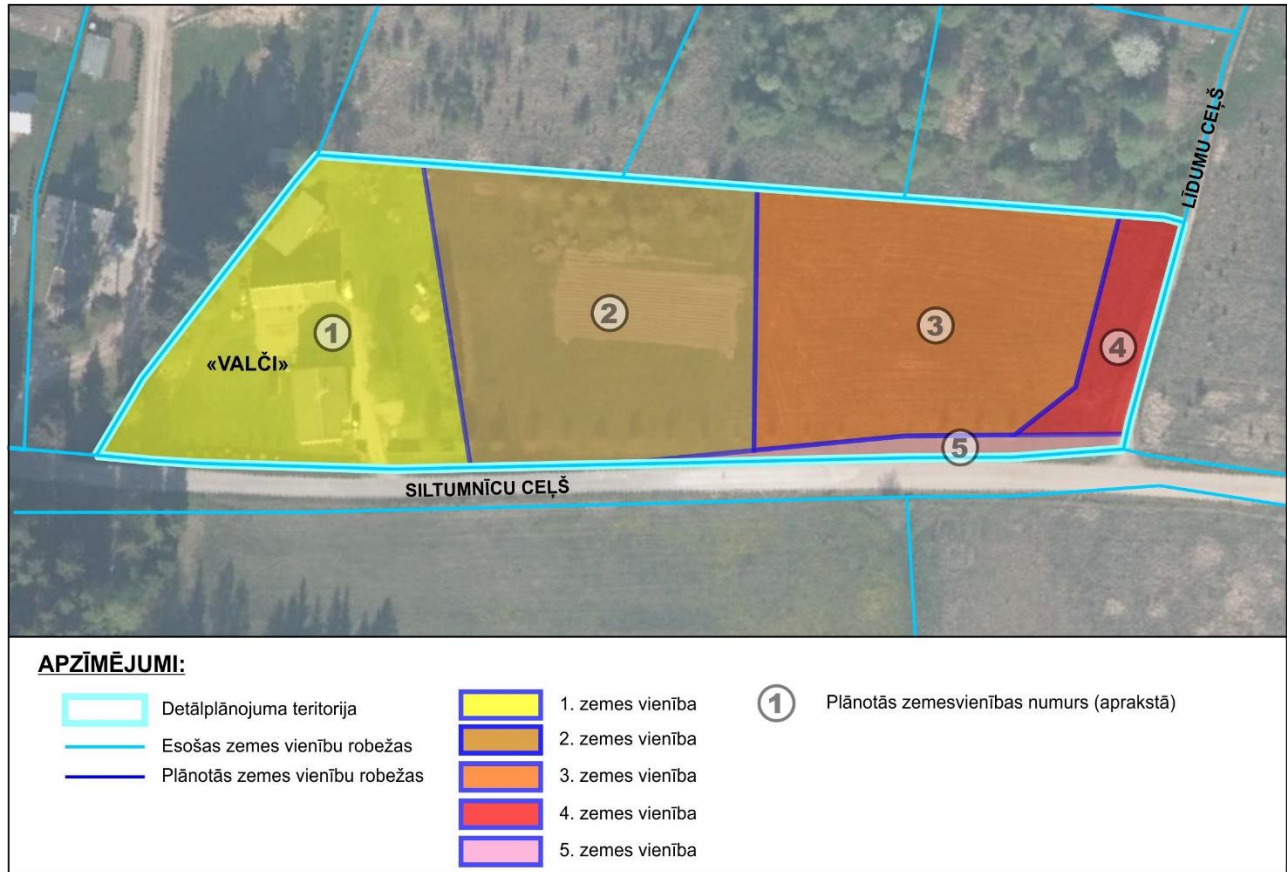 LĪDUMU CEĻŠ
1
2
3
4
«VALČI»
5
SILTUMNĪCU CEĻŠ
APZĪMĒJUMI:
Detālplānojuma teritorija
Esošas zemes vienību robežas
Plānotās zemes vienību robežas
1. zemes vienība
2. zemes vienība
3. zemes vienība
4. zemes vienība
5. zemes vienība
1 Plānotās zemesvienības numurs (aprakstā)